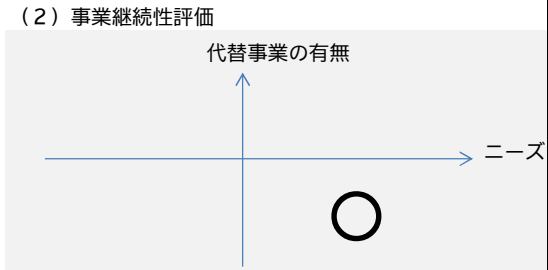 （２）事業継続性評価
代替事業の有無
ニーズ